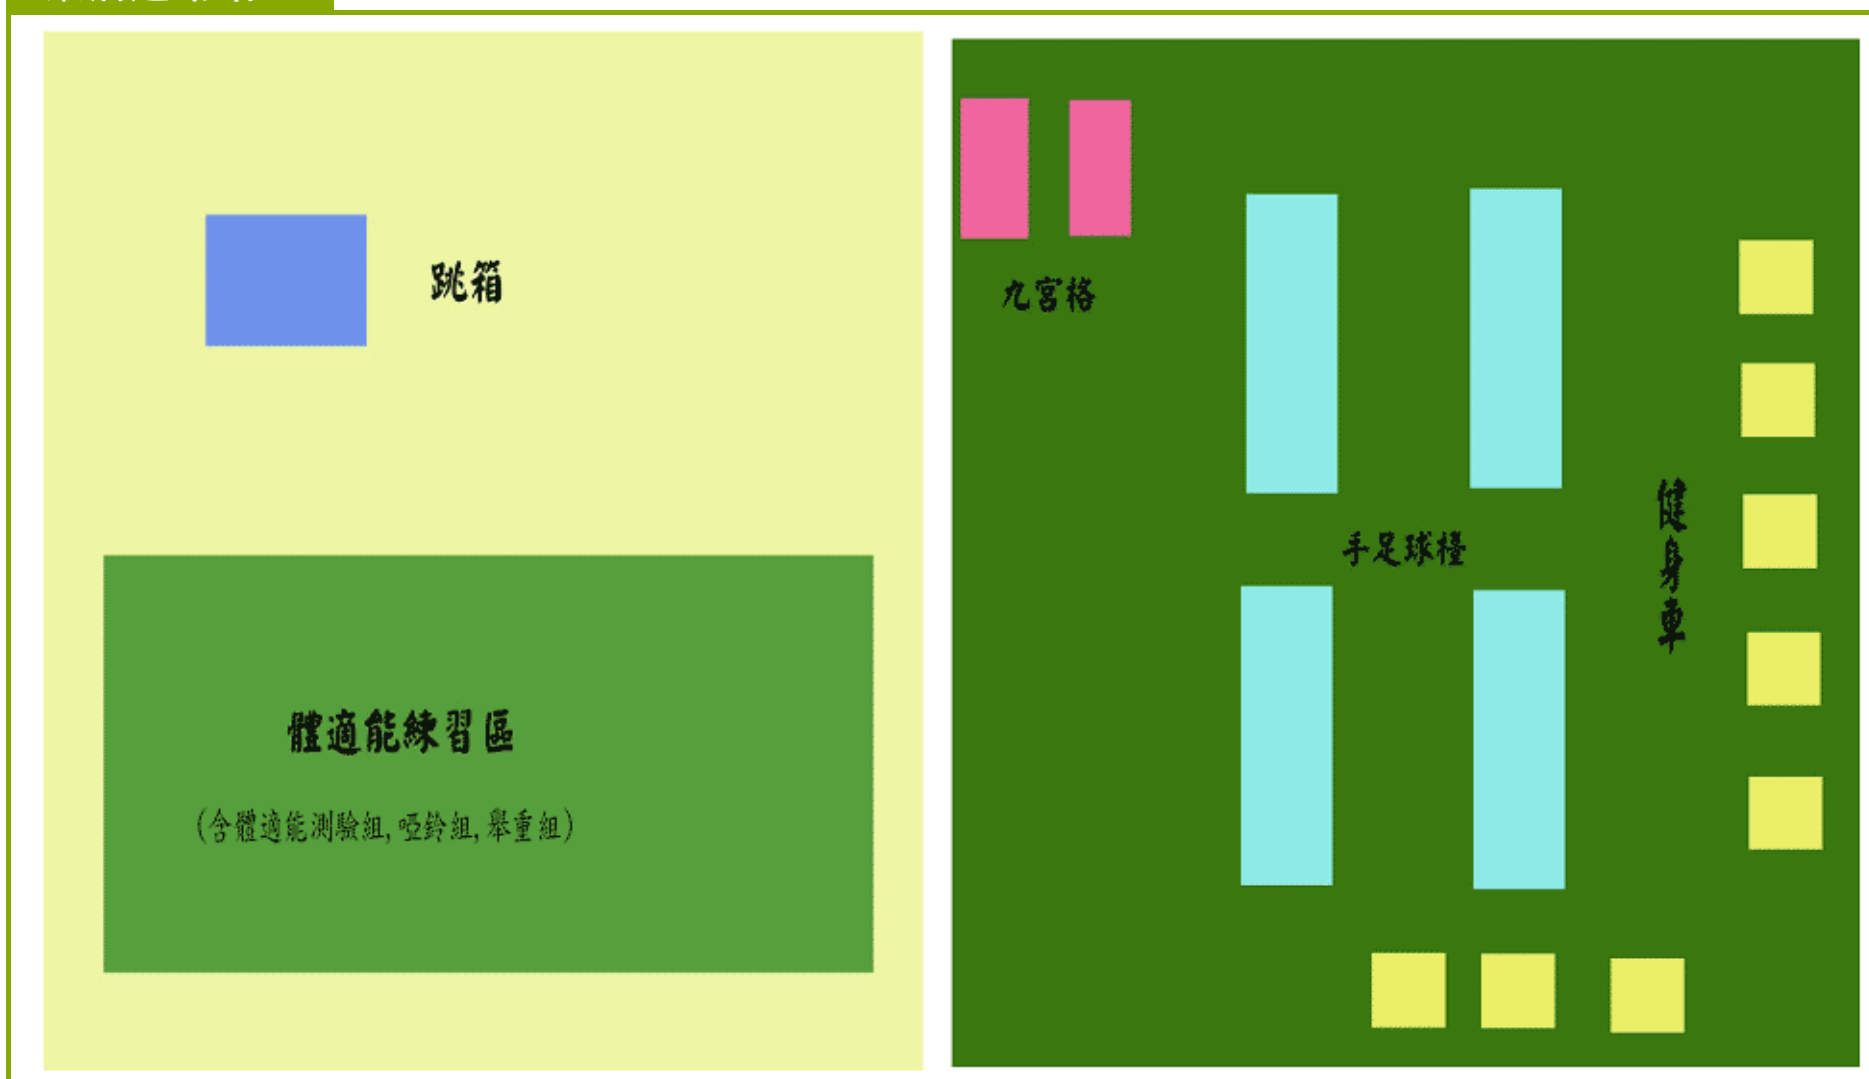 跳箱
體適能練習區
(含體適能測驗組, 啞鈴組, 舉重組)
九宮格
手足球檯
健身車